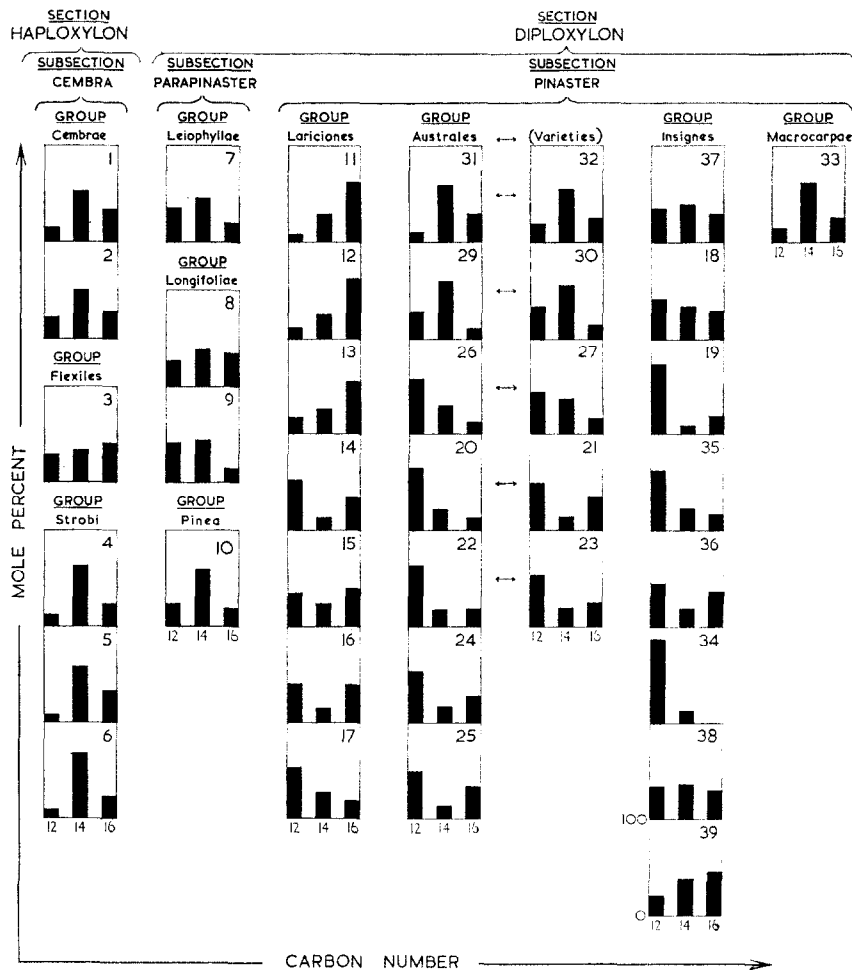 SECTION
HAPLOXYLON
SECTION
DIPLOXYLON
SUBSECTION
CEMBRA
SUBSECTION
PARAPINASTER
SUBSECTION
PINASTER
GROUP
Cembrae
GROUP
Leiophyllae
GROUP
Lariciones
GROUP
Australes
↔ (Varieties)
GROUP
Insignes
GROUP
Macrocarpae
1
7
11
31
↔
32
37
33
12 14 16
2
GROUP
Longifoliae
8
12
29
↔
30
18
GROUP
Flexiles
3
9
13
26
↔
27
19
14
20
↔
21
35
GROUP
Strobi
4
GROUP
Pinea
10
12 14 16
15
22
↔
23
12 14 16
36
5
16
24
34
6
12 14 16
17
12 14 16
25
12 14 16
38
100
39
0
12 14 16
MOLE PERCENT
CARBON NUMBER